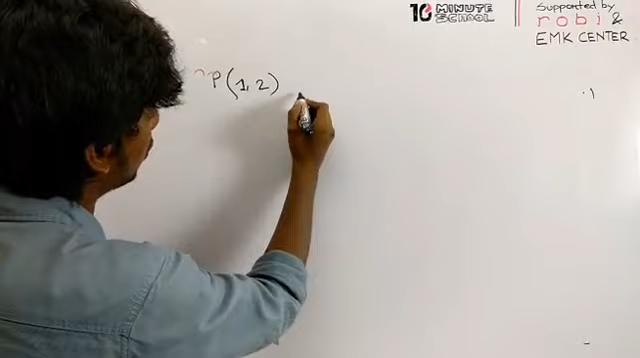 10 MINUTE SCHOOL
Supported by
robi &
EMK CENTER
P(1, 2)